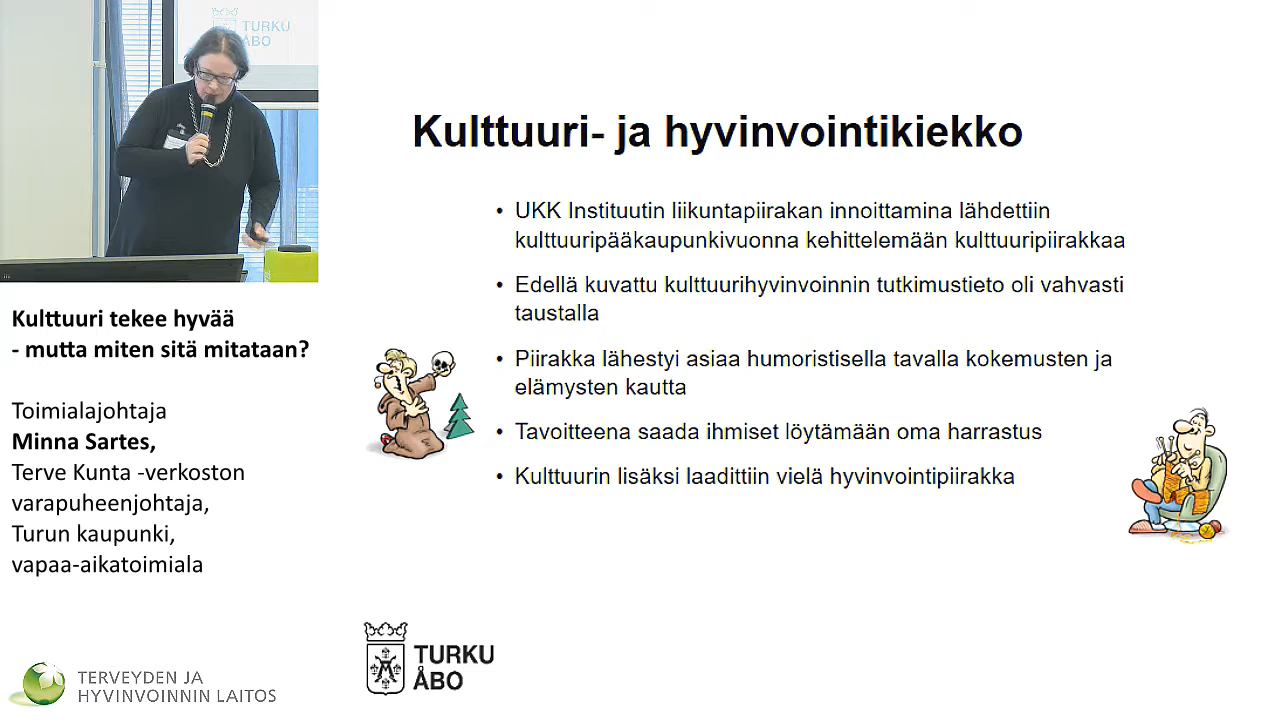 TURKU
ÅBO
Kulttuuri tekee hyvää
- mutta miten sitä mitataan?
Toimialajohtaja
Minna Sartes,
Terve Kunta -verkoston
varapuheenjohtaja,
Turun kaupunki,
vapaa-aikatoimiala
TERVEYDEN JA
HYVINVOINNIN LAITOS
Kulttuuri- ja hyvinvointikiekko
• UKK Instituutin liikuntapiirakan innoittamina lähdettiin
kulttuuripääkaupunkivuonna kehittelemään kulttuuripiirakkaa
• Edellä kuvattu kulttuurihyvinvoinnin tutkimustieto oli vahvasti
taustalla
• Piirakka lähestyi asiaa humoristisella tavalla kokemusten ja
elämysten kautta
• Tavoitteena saada ihmiset löytämään oma harrastus
• Kulttuurin lisäksi laadittiin vielä hyvinvointipiirakka
TURKU
ÅBO